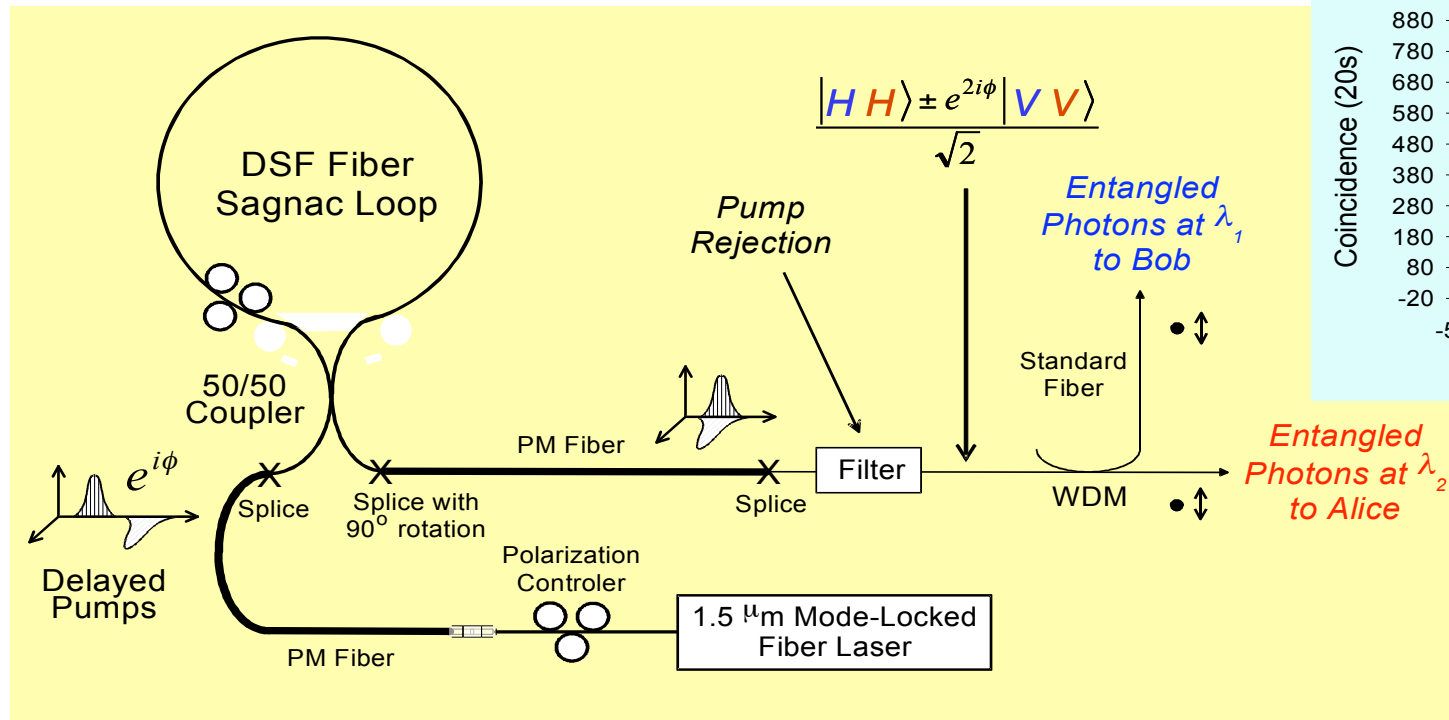 DSF Fiber
Sagnac Loop
50/50
Coupler
e^{iϕ}
Delayed
Pumps
Splice
Splice with
90° rotation
PM Fiber
Splice
PM Fiber
Polarization
Controler
1.5 μm Mode-Locked
Fiber Laser
Pump
Rejection
Filter
|H H⟩ ± e^{2iϕ}|V V⟩
√2
Entangled
Photons at λ_1
to Bob
Standard
Fiber
WDM
Entangled
Photons at λ_2
to Alice
Coincidence (20s)
880
780
680
580
480
380
280
180
80
-20